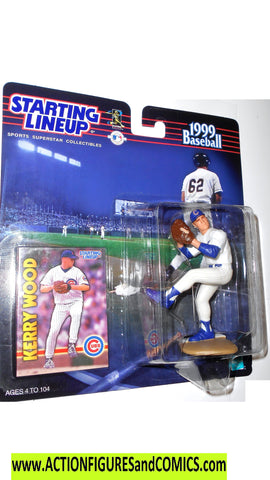 STARTING
LINEUP
SPORTS SUPERSTAR COLLECTIBLES
1999
Baseball
62
KERRY WOOD
AGES 4 TO 104
www.ACTIONFIGURESandCOMICS.com